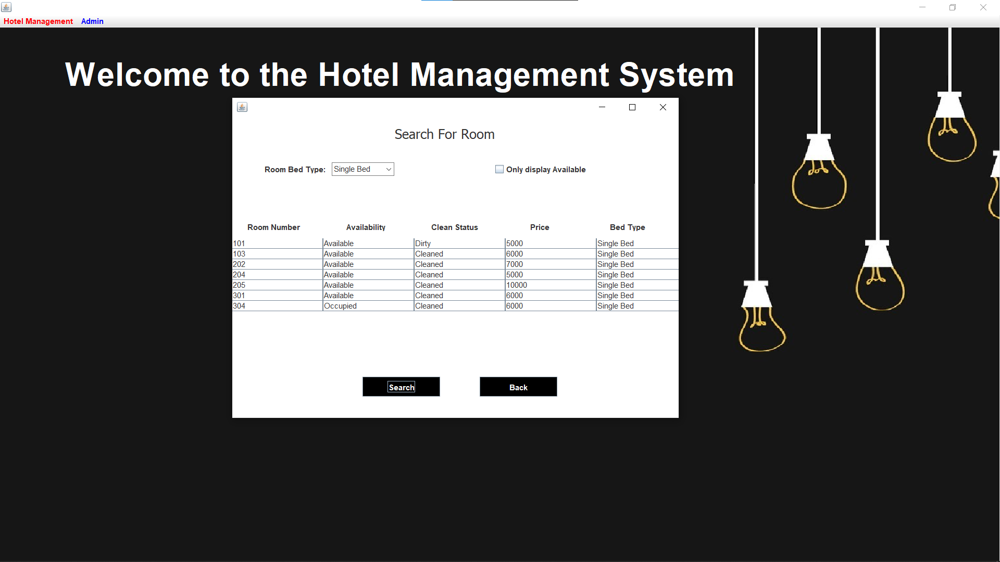 Hotel Management Admin
Welcome to the Hotel Management System
Search For Room
Room Bed Type: Single Bed Only display Available
Room Number Availability Clean Status Price Bed Type
101 Available Dirty 5000 Single Bed
103 Available Cleaned 6000 Single Bed
202 Available Cleaned 7000 Single Bed
204 Available Cleaned 5000 Single Bed
205 Available Cleaned 10000 Single Bed
301 Available Cleaned 6000 Single Bed
304 Occupied Cleaned 6000 Single Bed
Search Back